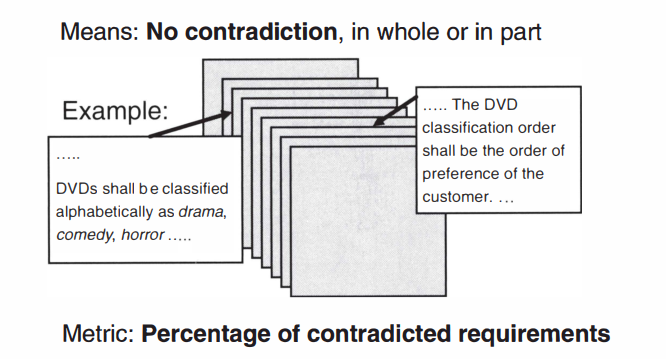 Means: No contradiction, in whole or in part
Example:
.....
DVDs shall be classified
alphabetically as drama,
comedy, horror .....
..... The DVD
classification order
shall be the order of
preference of the
customer. ...
Metric: Percentage of contradicted requirements